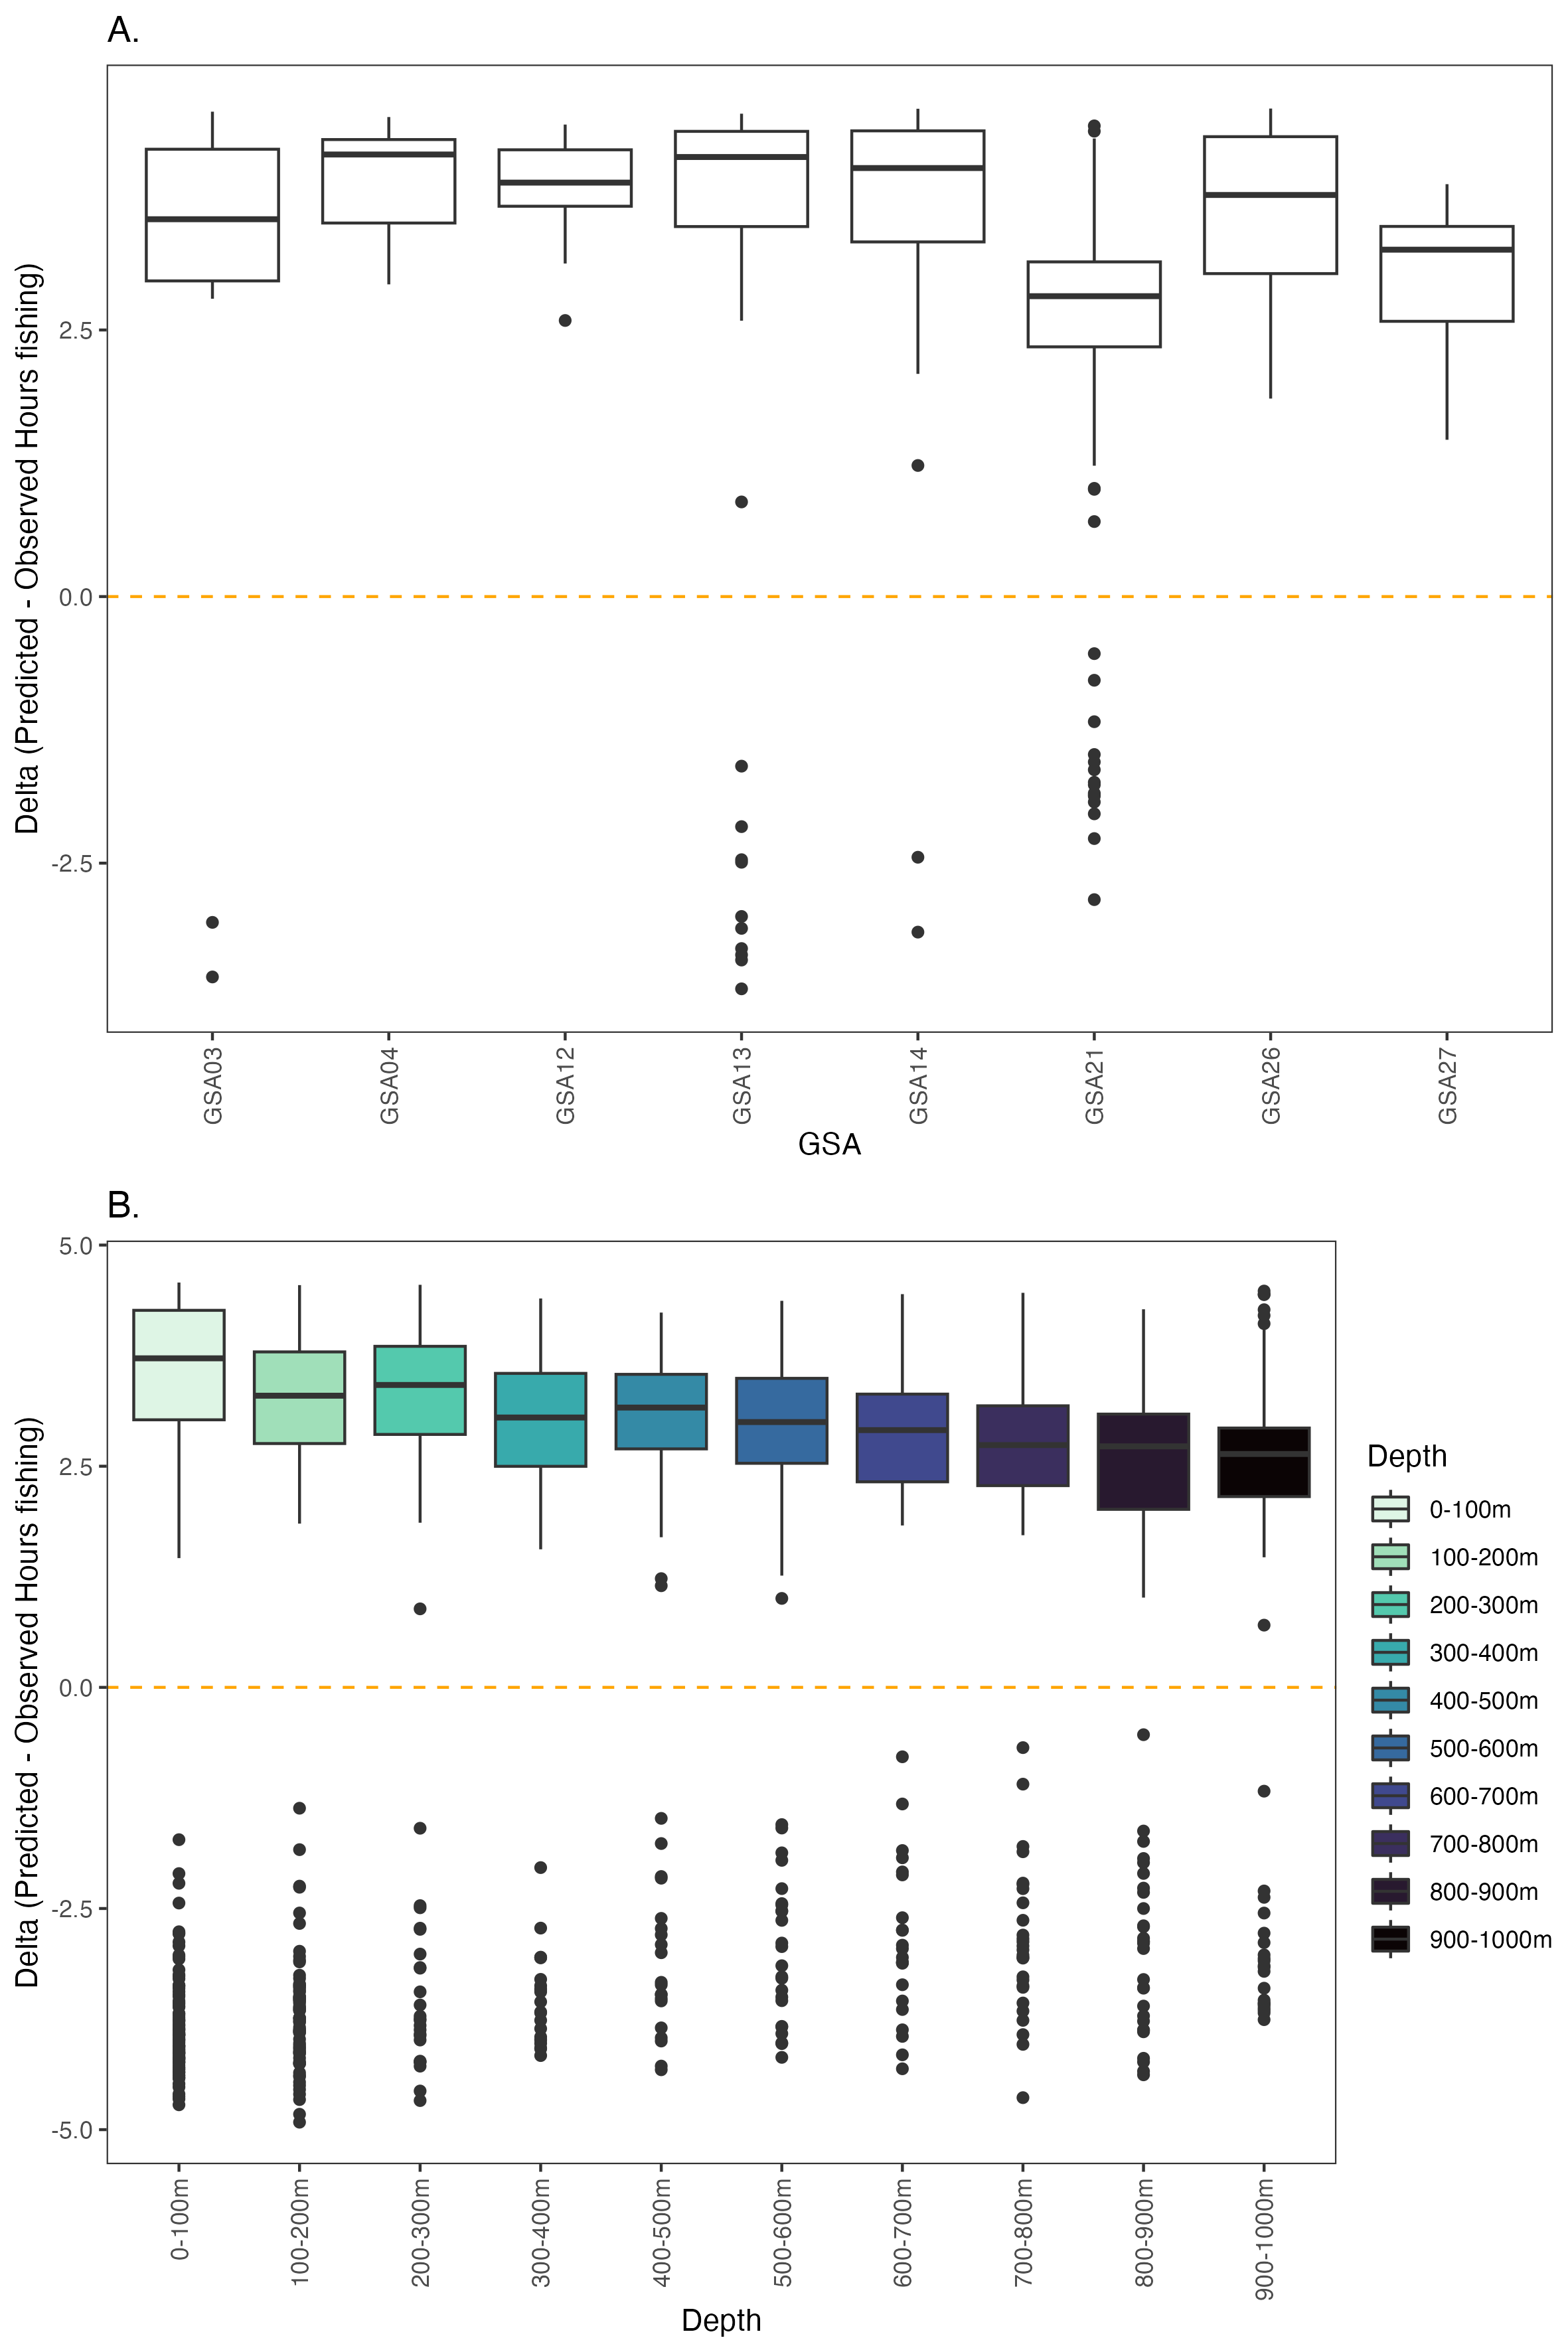 A.
Delta (Predicted - Observed Hours fishing)
2.5
0.0
-2.5
GSA03
GSA04
GSA12
GSA13
GSA14
GSA21
GSA26
GSA27
GSA
B.
Delta (Predicted - Observed Hours fishing)
5.0
2.5
0.0
-2.5
-5.0
0-100m
100-200m
200-300m
300-400m
400-500m
500-600m
600-700m
700-800m
800-900m
900-1000m
Depth
Depth
0-100m
100-200m
200-300m
300-400m
400-500m
500-600m
600-700m
700-800m
800-900m
900-1000m